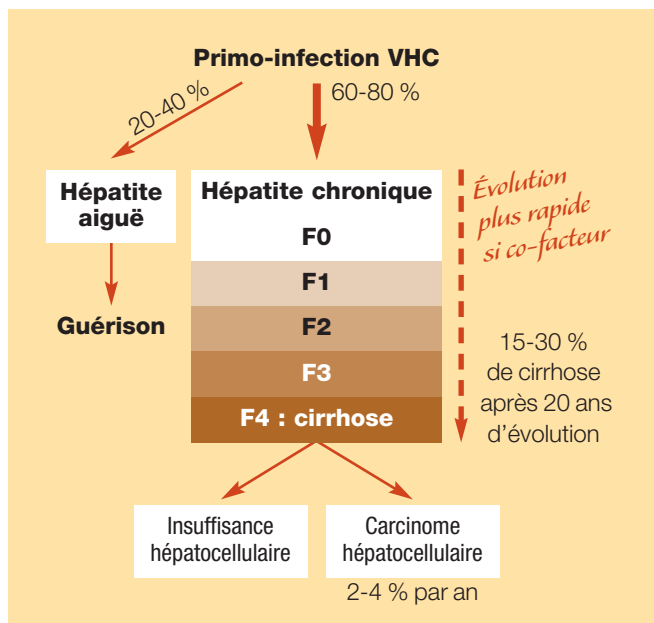 Primo-infection VHC
20-40 %
60-80 %
Hépatite
aiguë
Guérison
Hépatite chronique
F0
F1
F2
F3
F4 : cirrhose
Évolution
plus rapide
si co-facteur
15-30 %
de cirrhose
après 20 ans
d’évolution
Insuffisance
hépatocellulaire
Carcinome
hépatocellulaire
2-4 % par an